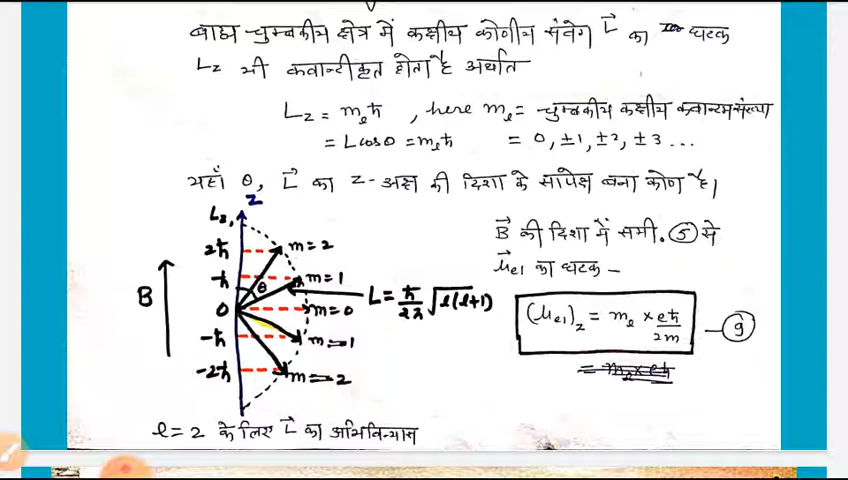 बाह्य चुम्बकीय क्षेत्र में कक्षीय कोणीय संवेग L⃗ का घटक
Lz भी क्वान्टीकृत होता है अर्थात
Lz = mₗħ , here mₗ = चुम्बकीय कक्षीय क्वान्टम संख्या
= L cosθ = mₗħ = 0, ±1, ±2, ±3 ...
यहाँ θ, L⃗ का z-अक्ष की दिशा के सापेक्ष बना कोण है।
B⃗ की दिशा में समी. ⑤ से
μ⃗el का घटक –
(μel)z = mₗ × eħ/2m —⑨
Z
Lz
2ħ m=2
ħ θ m=1
B 0 m=0 L = h/2π √l(l+1)
-ħ m=-1
-2ħ m=-2
l=2 के लिए L⃗ का अभिविन्यास